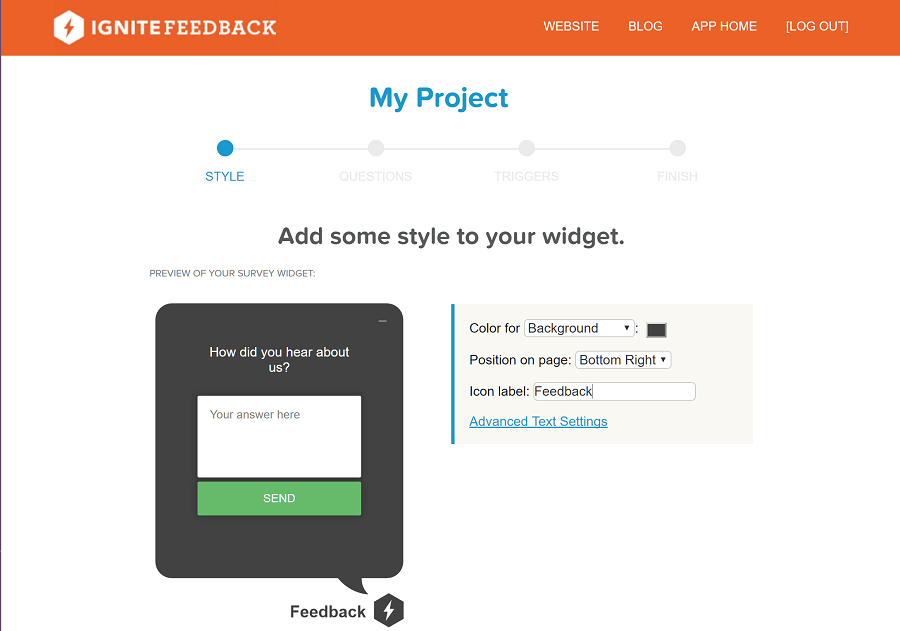 IGNITEFEEDBACK
WEBSITE BLOG APP HOME [LOG OUT]
My Project
STYLE QUESTIONS TRIGGERS FINISH
Add some style to your widget.
PREVIEW OF YOUR SURVEY WIDGET:
How did you hear about
us?
Your answer here
SEND
Feedback
Color for Background :
Position on page: Bottom Right
Icon label: Feedback
Advanced Text Settings